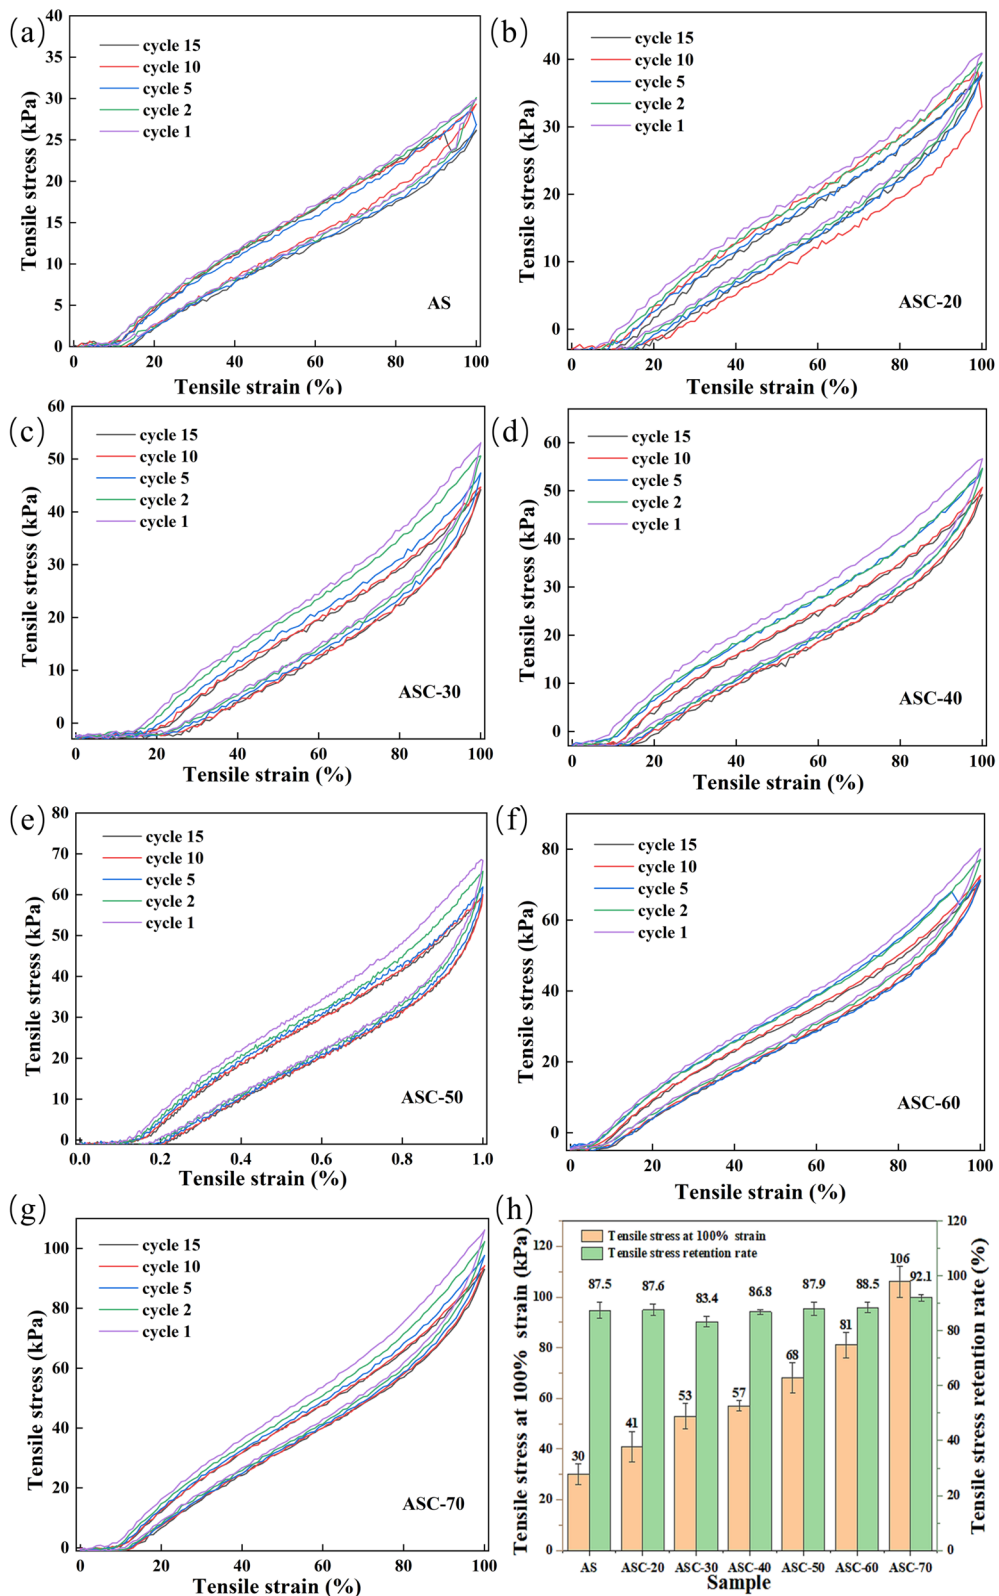 (a)
40
35
30
25
20
15
10
5
0
Tensile stress (kPa)
cycle 15
cycle 10
cycle 5
cycle 2
cycle 1
AS
0 20 40 60 80 100
Tensile strain (%)
(b)
40
30
20
10
0
Tensile stress (kPa)
cycle 15
cycle 10
cycle 5
cycle 2
cycle 1
ASC-20
0 20 40 60 80 100
Tensile strain (%)
(c)
60
50
40
30
20
10
0
Tensile stress (kPa)
cycle 15
cycle 10
cycle 5
cycle 2
cycle 1
ASC-30
0 20 40 60 80 100
Tensile strain (%)
(d)
60
50
40
30
20
10
0
Tensile stress (kPa)
cycle 15
cycle 10
cycle 5
cycle 2
cycle 1
ASC-40
0 20 40 60 80 100
Tensile strain (%)
(e)
80
70
60
50
40
30
20
10
0
Tensile stress (kPa)
cycle 15
cycle 10
cycle 5
cycle 2
cycle 1
ASC-50
0.0 0.2 0.4 0.6 0.8 1.0
Tensile strain (%)
(f)
80
60
40
20
0
Tensile stress (kPa)
cycle 15
cycle 10
cycle 5
cycle 2
cycle 1
ASC-60
0 20 40 60 80 100
Tensile strain (%)
(g)
100
80
60
40
20
0
Tensile stress (kPa)
cycle 15
cycle 10
cycle 5
cycle 2
cycle 1
ASC-70
0 20 40 60 80 100
Tensile strain (%)
(h)
Tensile stress at 100% strain (kPa)
120
100
80
60
40
20
0
Tensile stress at 100% strain
Tensile stress retention rate
30 87.5
41 87.6
53 83.4
57 86.8
68 87.9
81 88.5
106 92.1
120
100
80
60
40
20
0
Tensile stress retention rate (%)
AS ASC-20 ASC-30 ASC-40 ASC-50 ASC-60 ASC-70
Sample